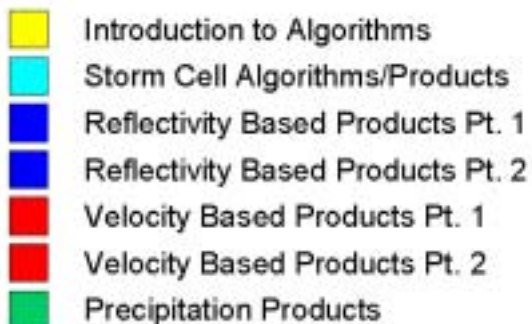 Introduction to Algorithms
Storm Cell Algorithms/Products
Reflectivity Based Products Pt. 1
Reflectivity Based Products Pt. 2
Velocity Based Products Pt. 1
Velocity Based Products Pt. 2
Precipitation Products